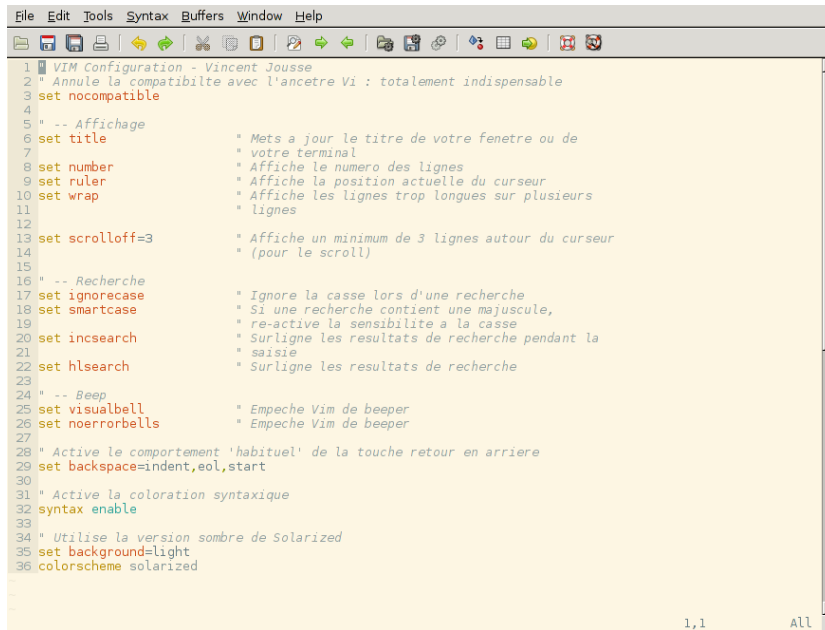 File Edit Tools Syntax Buffers Window Help
1 " VIM Configuration - Vincent Jousse
2 " Annule la compatibilte avec l'ancetre Vi : totalement indispensable
3 set nocompatible
4
5 " -- Affichage
6 set title " Mets a jour le titre de votre fenetre ou de
7 " votre terminal
8 set number " Affiche le numero des lignes
9 set ruler " Affiche la position actuelle du curseur
10 set wrap " Affiche les lignes trop longues sur plusieurs
11 " lignes
12
13 set scrolloff=3 " Affiche un minimum de 3 lignes autour du curseur
14 " (pour le scroll)
15
16 " -- Recherche
17 set ignorecase " Ignore la casse lors d'une recherche
18 set smartcase " Si une recherche contient une majuscule,
19 " re-active la sensibilite a la casse
20 set incsearch " Surligne les resultats de recherche pendant la
21 " saisie
22 set hlsearch " Surligne les resultats de recherche
23
24 " -- Beep
25 set visualbell " Empeche Vim de beeper
26 set noerrorbells " Empeche Vim de beeper
27
28 " Active le comportement 'habituel' de la touche retour en arriere
29 set backspace=indent,eol,start
30
31 " Active la coloration syntaxique
32 syntax enable
33
34 " Utilise la version sombre de Solarized
35 set background=light
36 colorscheme solarized
1,1 All